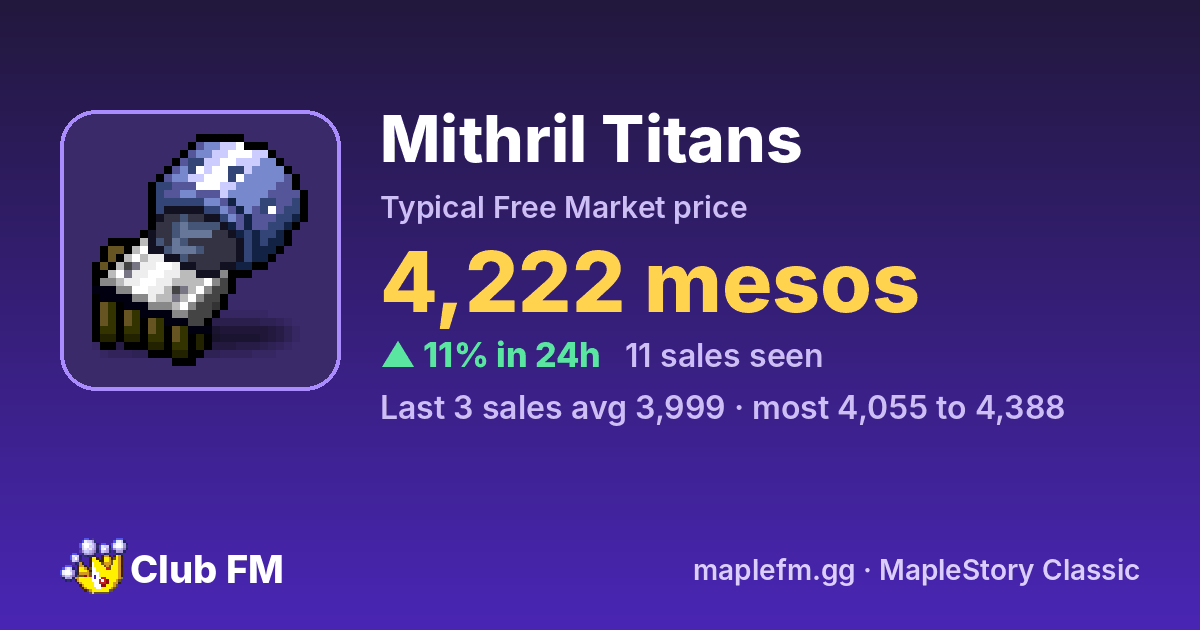 Mithril Titans
Typical Free Market price
4,222 mesos
▲ 11% in 24h 11 sales seen
Last 3 sales avg 3,999 · most 4,055 to 4,388
Club FM
maplefm.gg · MapleStory Classic